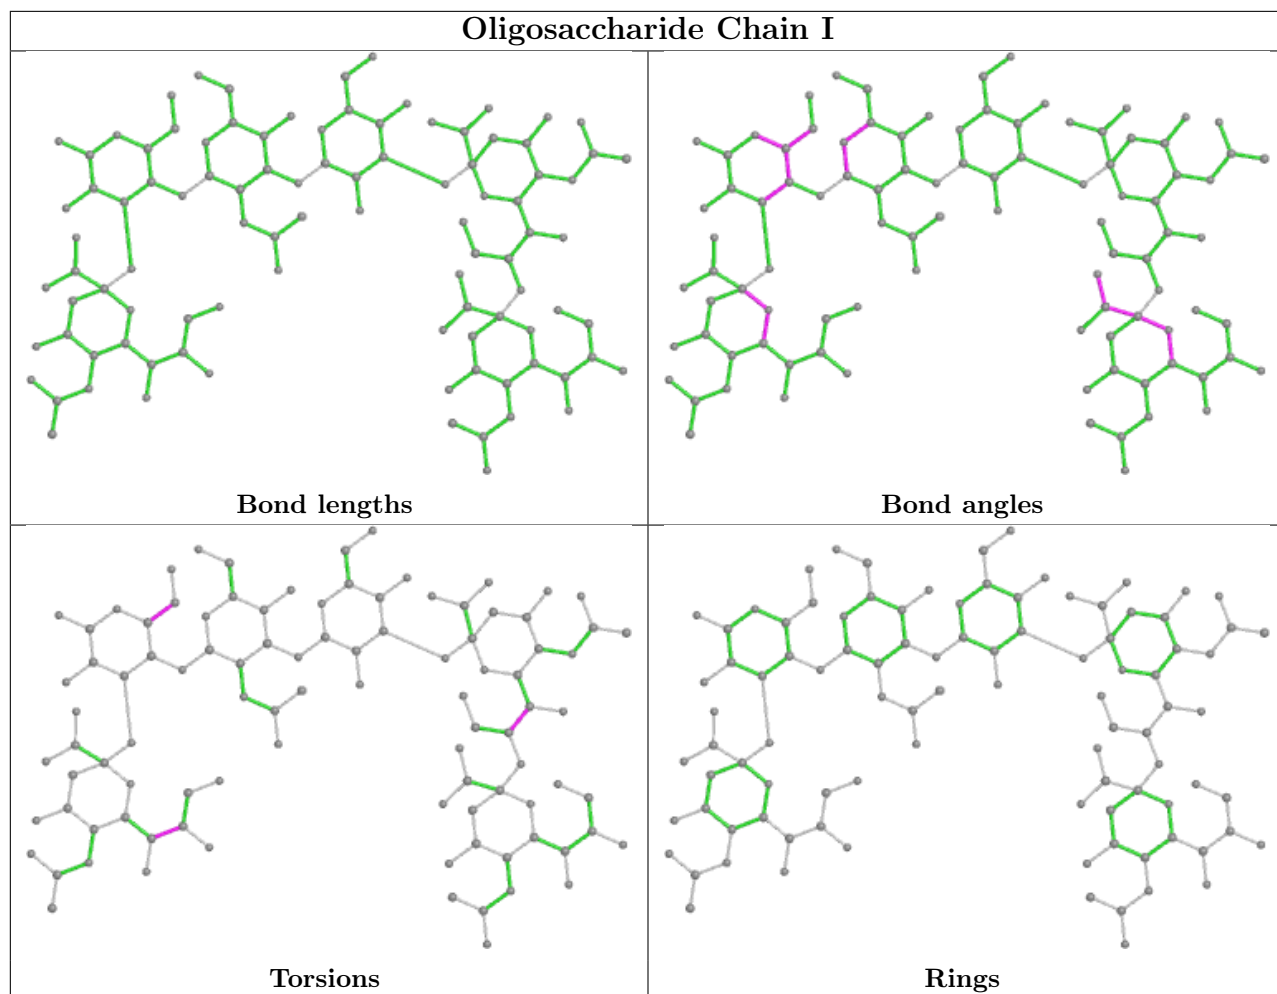 Oligosaccharide Chain I
Bond lengths
Bond angles
Torsions
Rings